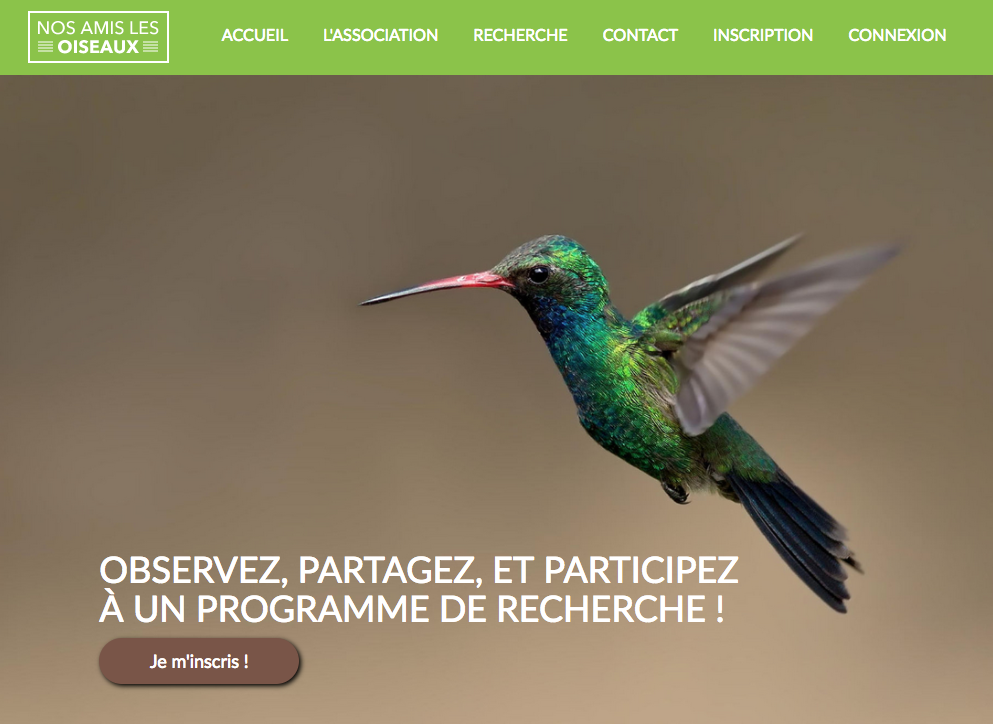 NOS AMIS LES
OISEAUX
ACCUEIL L'ASSOCIATION RECHERCHE CONTACT INSCRIPTION CONNEXION
OBSERVEZ, PARTAGEZ, ET PARTICIPEZ
À UN PROGRAMME DE RECHERCHE !
Je m'inscris !